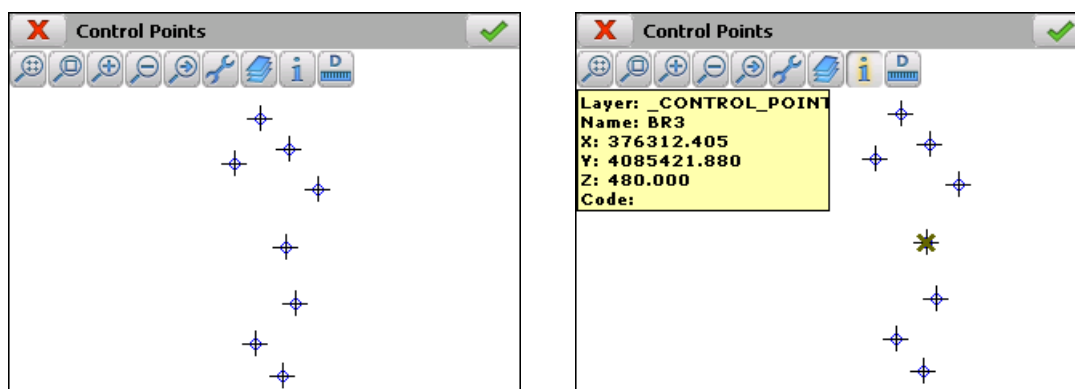 Control Points
D
Control Points
D
Layer: _CONTROL_POINT
Name: BR3
X: 376312.405
Y: 4085421.880
Z: 480.000
Code: